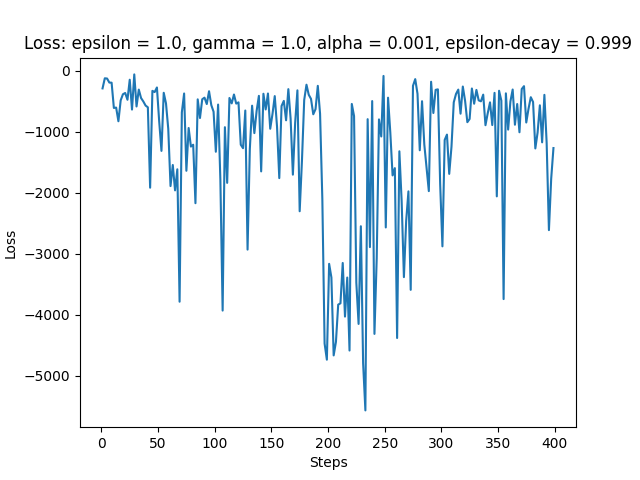 Loss: epsilon = 1.0, gamma = 1.0, alpha = 0.001, epsilon-decay = 0.999
0
−1000
−2000
−3000
−4000
−5000
Loss
0 50 100 150 200 250 300 350 400
Steps